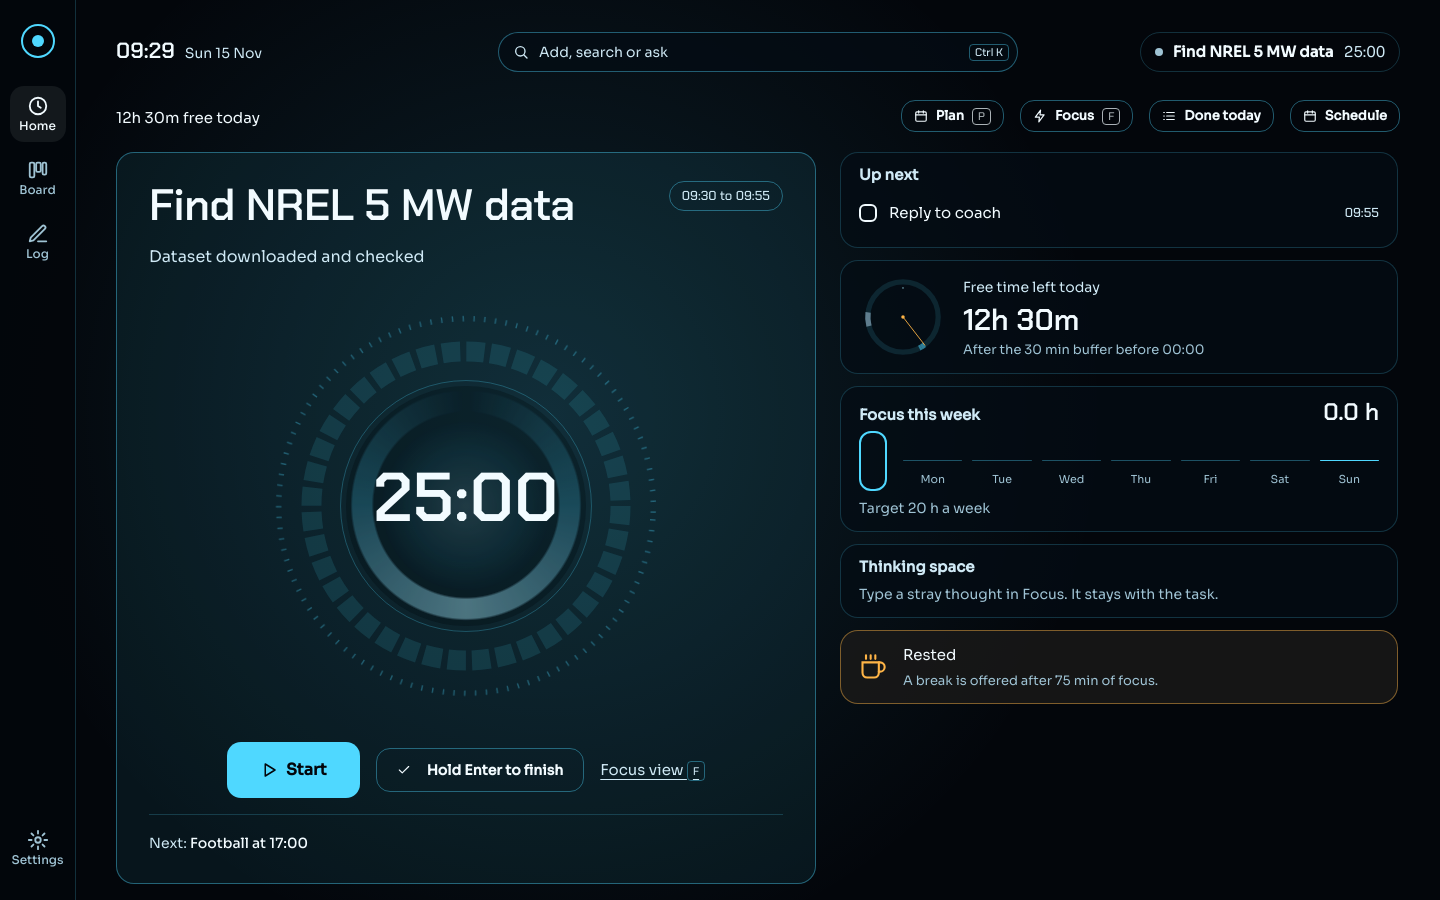 09:29 Sun 15 Nov
Add, search or ask
Ctrl K
Find NREL 5 MW data 25:00
Home
Board
Log
Settings
12h 30m free today
Plan P
Focus F
Done today
Schedule
Find NREL 5 MW data
09:30 to 09:55
Dataset downloaded and checked
25:00
Start
Hold Enter to finish
Focus view F
Next: Football at 17:00
Up next
Reply to coach 09:55
Free time left today
12h 30m
After the 30 min buffer before 00:00
Focus this week 0.0 h
Mon Tue Wed Thu Fri Sat Sun
Target 20 h a week
Thinking space
Type a stray thought in Focus. It stays with the task.
Rested
A break is offered after 75 min of focus.